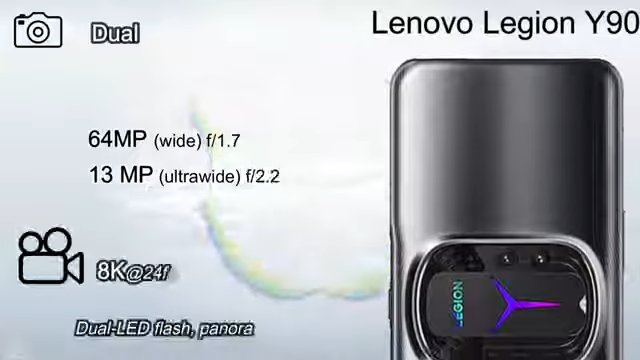 Lenovo Legion Y90
Dual
64MP (wide) f/1.7
13 MP (ultrawide) f/2.2
8K@24f
Dual-LED flash, panora
LEGION